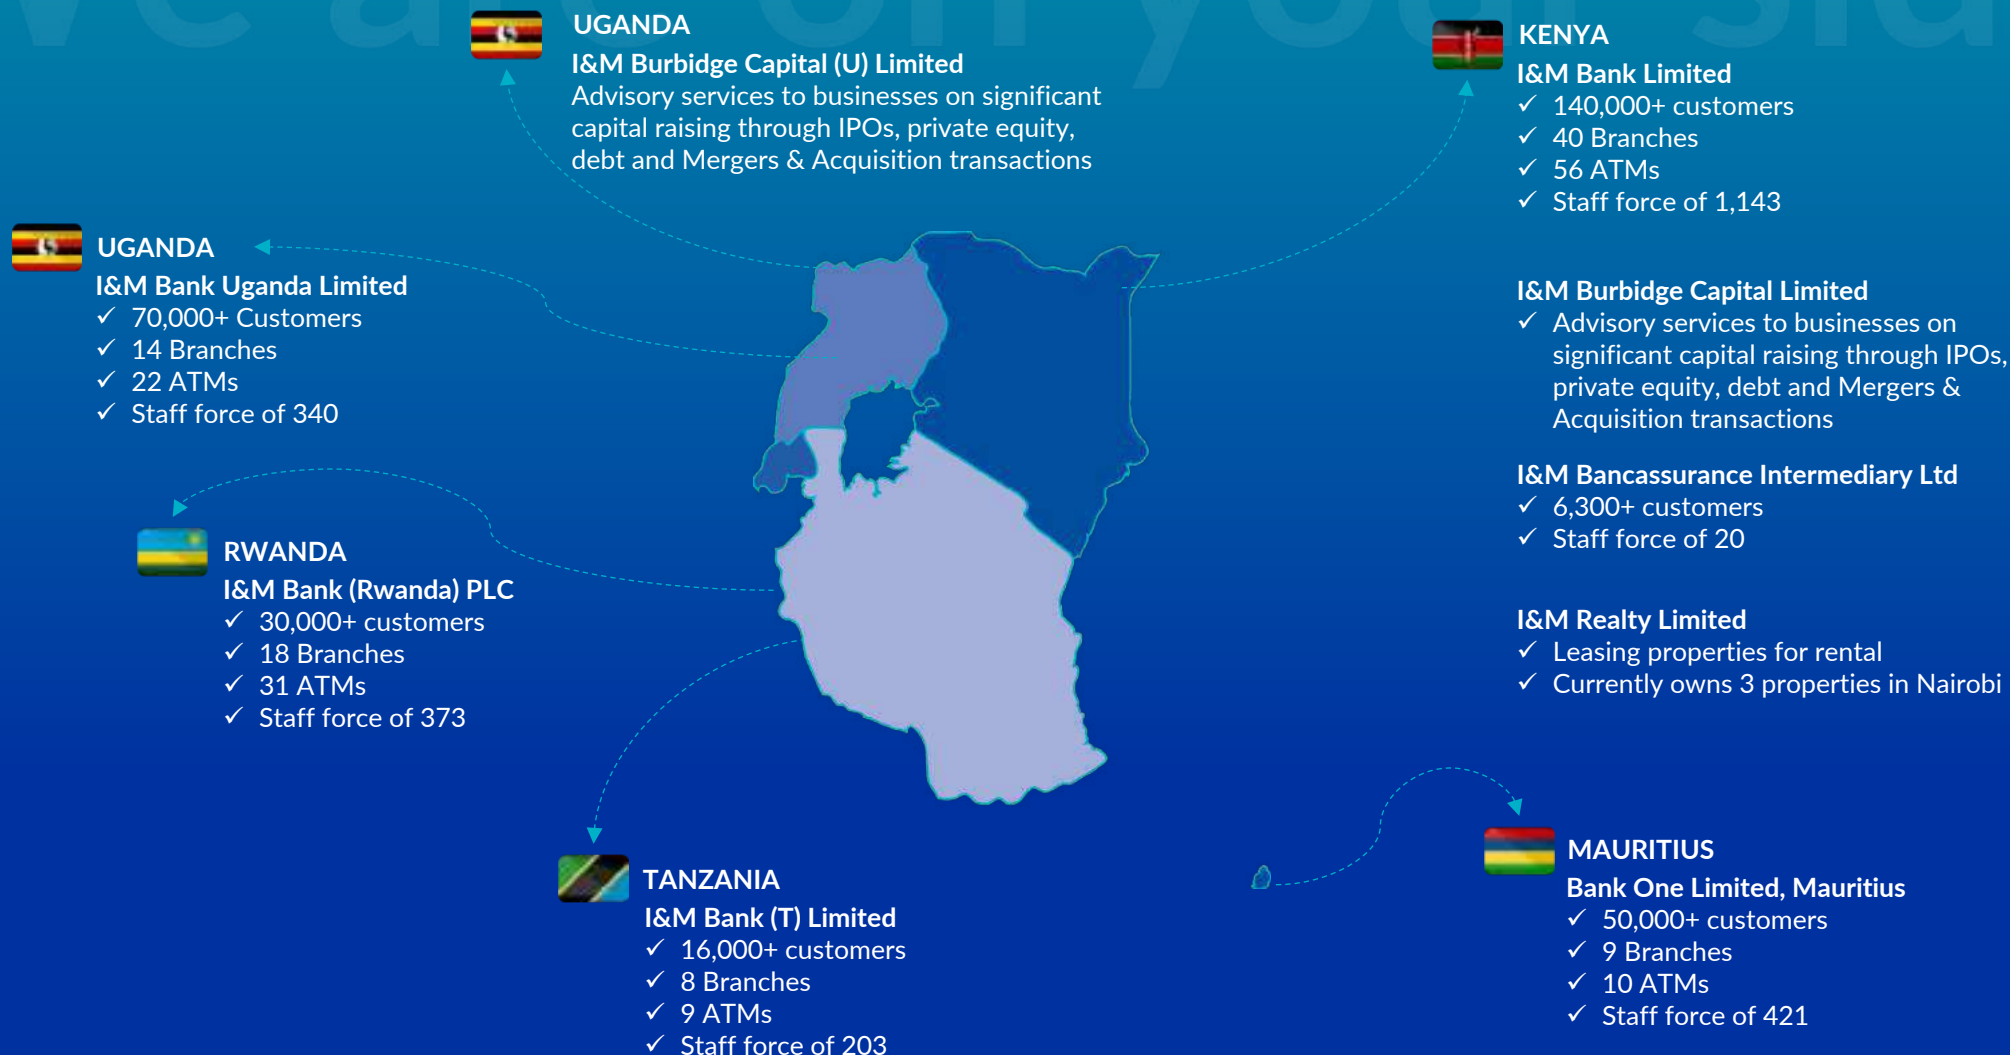 We are on your side
UGANDA
I&M Burbidge Capital (U) Limited
Advisory services to businesses on significant
capital raising through IPOs, private equity,
debt and Mergers & Acquisition transactions
KENYA
I&M Bank Limited
✓ 140,000+ customers
✓ 40 Branches
✓ 56 ATMs
✓ Staff force of 1,143
UGANDA
I&M Bank Uganda Limited
✓ 70,000+ Customers
✓ 14 Branches
✓ 22 ATMs
✓ Staff force of 340
I&M Burbidge Capital Limited
✓ Advisory services to businesses on
significant capital raising through IPOs,
private equity, debt and Mergers &
Acquisition transactions
I&M Bancassurance Intermediary Ltd
✓ 6,300+ customers
✓ Staff force of 20
RWANDA
I&M Bank (Rwanda) PLC
✓ 30,000+ customers
✓ 18 Branches
✓ 31 ATMs
✓ Staff force of 373
I&M Realty Limited
✓ Leasing properties for rental
✓ Currently owns 3 properties in Nairobi
TANZANIA
I&M Bank (T) Limited
✓ 16,000+ customers
✓ 8 Branches
✓ 9 ATMs
✓ Staff force of 203
MAURITIUS
Bank One Limited, Mauritius
✓ 50,000+ customers
✓ 9 Branches
✓ 10 ATMs
✓ Staff force of 421